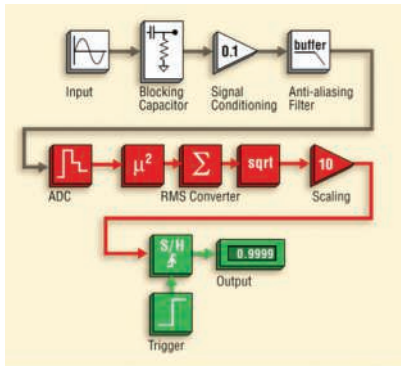 0.1
buffer
Input
Blocking
Capacitor
Signal
Conditioning
Anti-aliasing
Filter
μ²
Σ
sqrt
10
ADC
RMS Converter
Scaling
S/H
0.9999
Output
Trigger